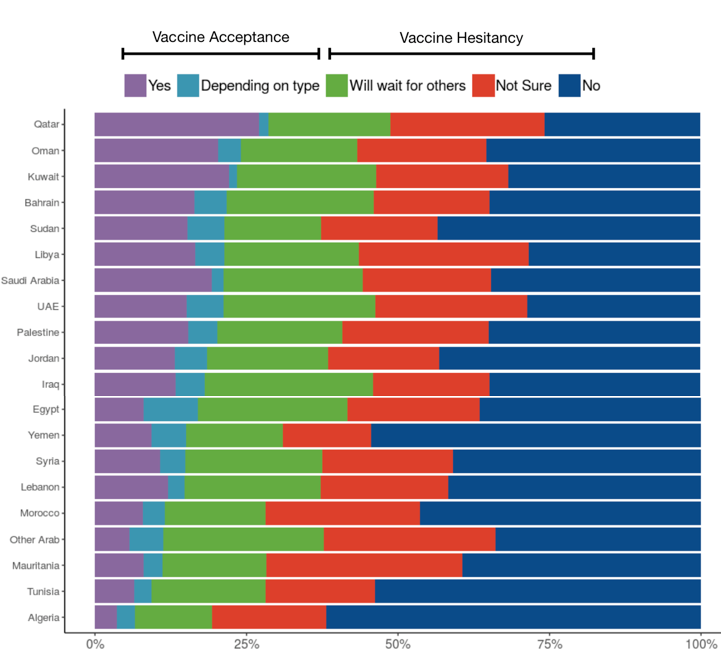 Vaccine Acceptance Vaccine Hesitancy
Yes Depending on type Will wait for others Not Sure No
Qatar
Oman
Kuwait
Bahrain
Sudan
Libya
Saudi Arabia
UAE
Palestine
Jordan
Iraq
Egypt
Yemen
Syria
Lebanon
Morocco
Other Arab
Mauritania
Tunisia
Algeria
0% 25% 50% 75% 100%